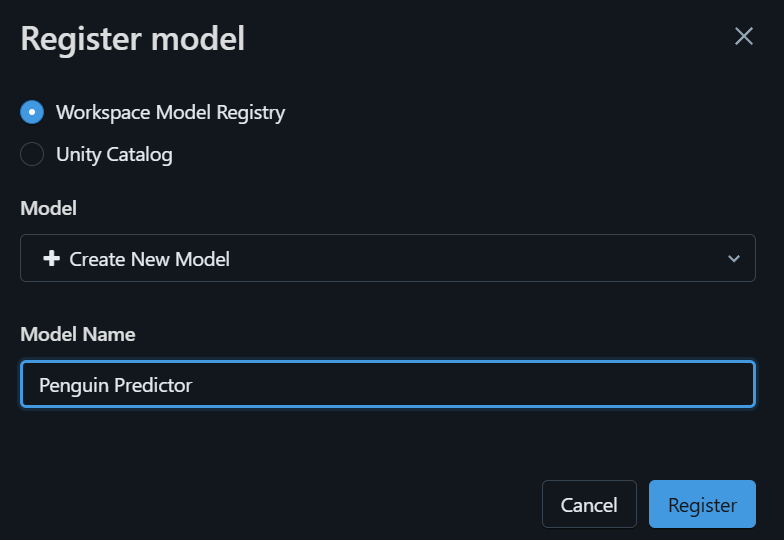 Register model
Workspace Model Registry
Unity Catalog
Model
Create New Model
Model Name
Penguin Predictor
Cancel
Register